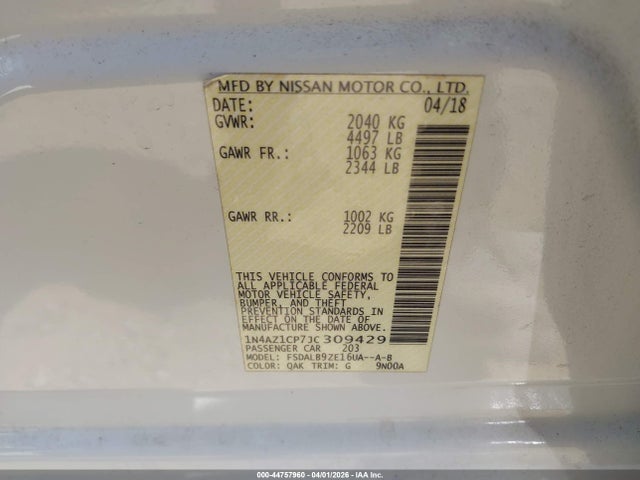 MFD BY NISSAN MOTOR CO., LTD.
DATE: 04/18
GVWR: 2040 KG
4497 LB
GAWR FR.: 1063 KG
2344 LB
GAWR RR.: 1002 KG
2209 LB
THIS VEHICLE CONFORMS TO
ALL APPLICABLE FEDERAL
MOTOR VEHICLE SAFETY,
BUMPER, AND THEFT
PREVENTION STANDARDS IN
EFFECT ON THE DATE OF
MANUFACTURE SHOWN ABOVE.
1N4AZ1CP7JC 309429
PASSENGER CAR 203
MODEL: FSDALB9ZE16UA--A-B
COLOR: QAK TRIM: G 9N00A
000-44757960 - 04/01/2026 - IAA Inc.